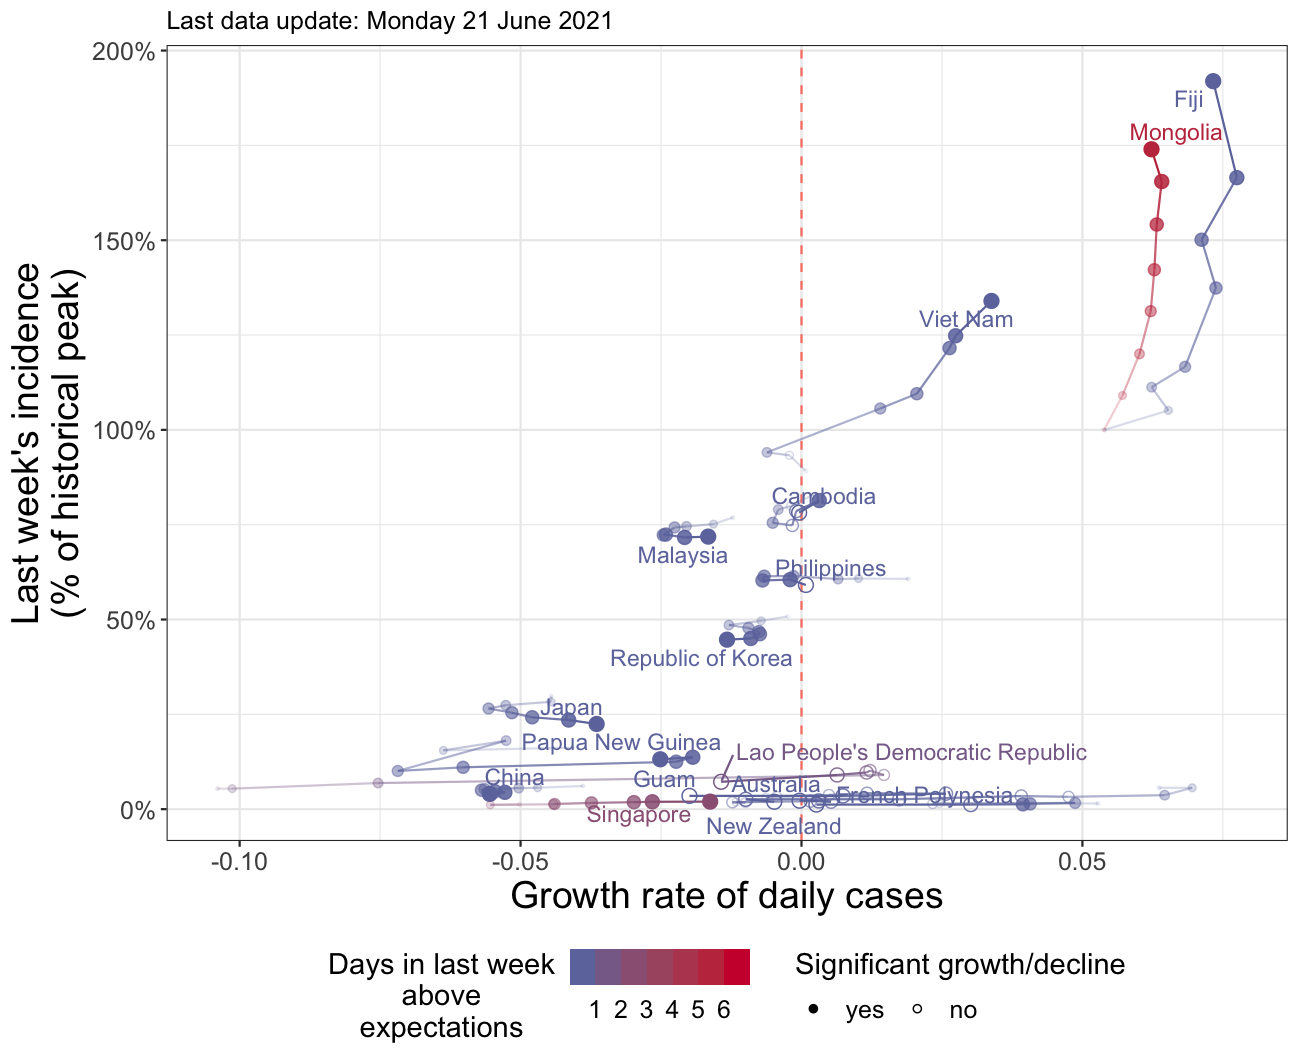 Last data update: Monday 21 June 2021
200%
150%
100%
50%
0%
Last week's incidence
(% of historical peak)
Fiji
Mongolia
Viet Nam
Cambodia
Malaysia
Philippines
Republic of Korea
Japan
Papua New Guinea
Lao People's Democratic Republic
China
Guam
Australia
French Polynesia
Singapore
New Zealand
-0.10
-0.05
0.00
0.05
Growth rate of daily cases
Days in last week
above
expectations
1 2 3 4 5 6
Significant growth/decline
yes
no